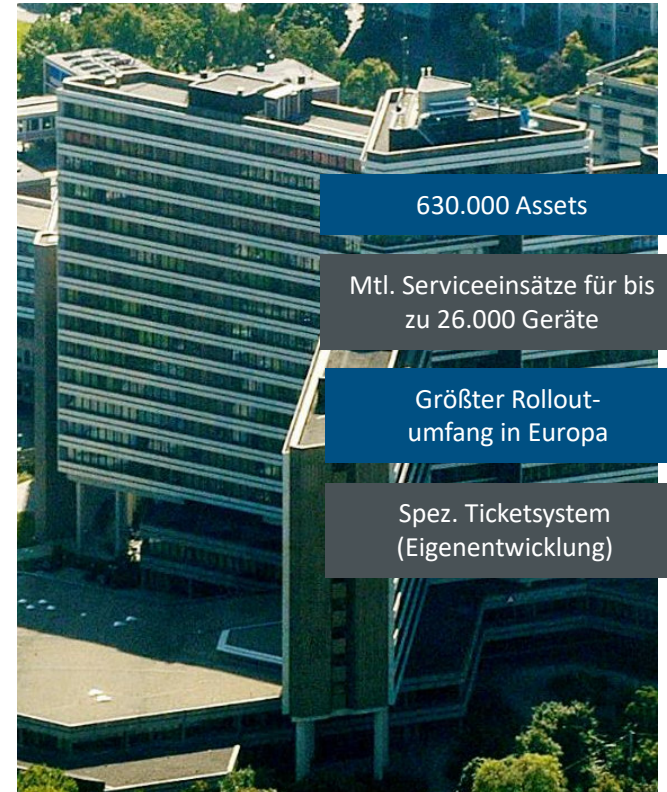 630.000 Assets
Mtl. Serviceeinsätze für bis
zu 26.000 Geräte
Größter Rollout-
umfang in Europa
Spez. Ticketsystem
(Eigenentwicklung)